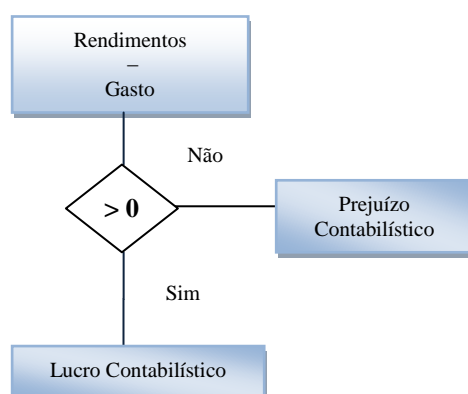 Rendimentos
–
Gasto
Não
> 0
Prejuízo
Contabilístico
Sim
Lucro Contabilístico